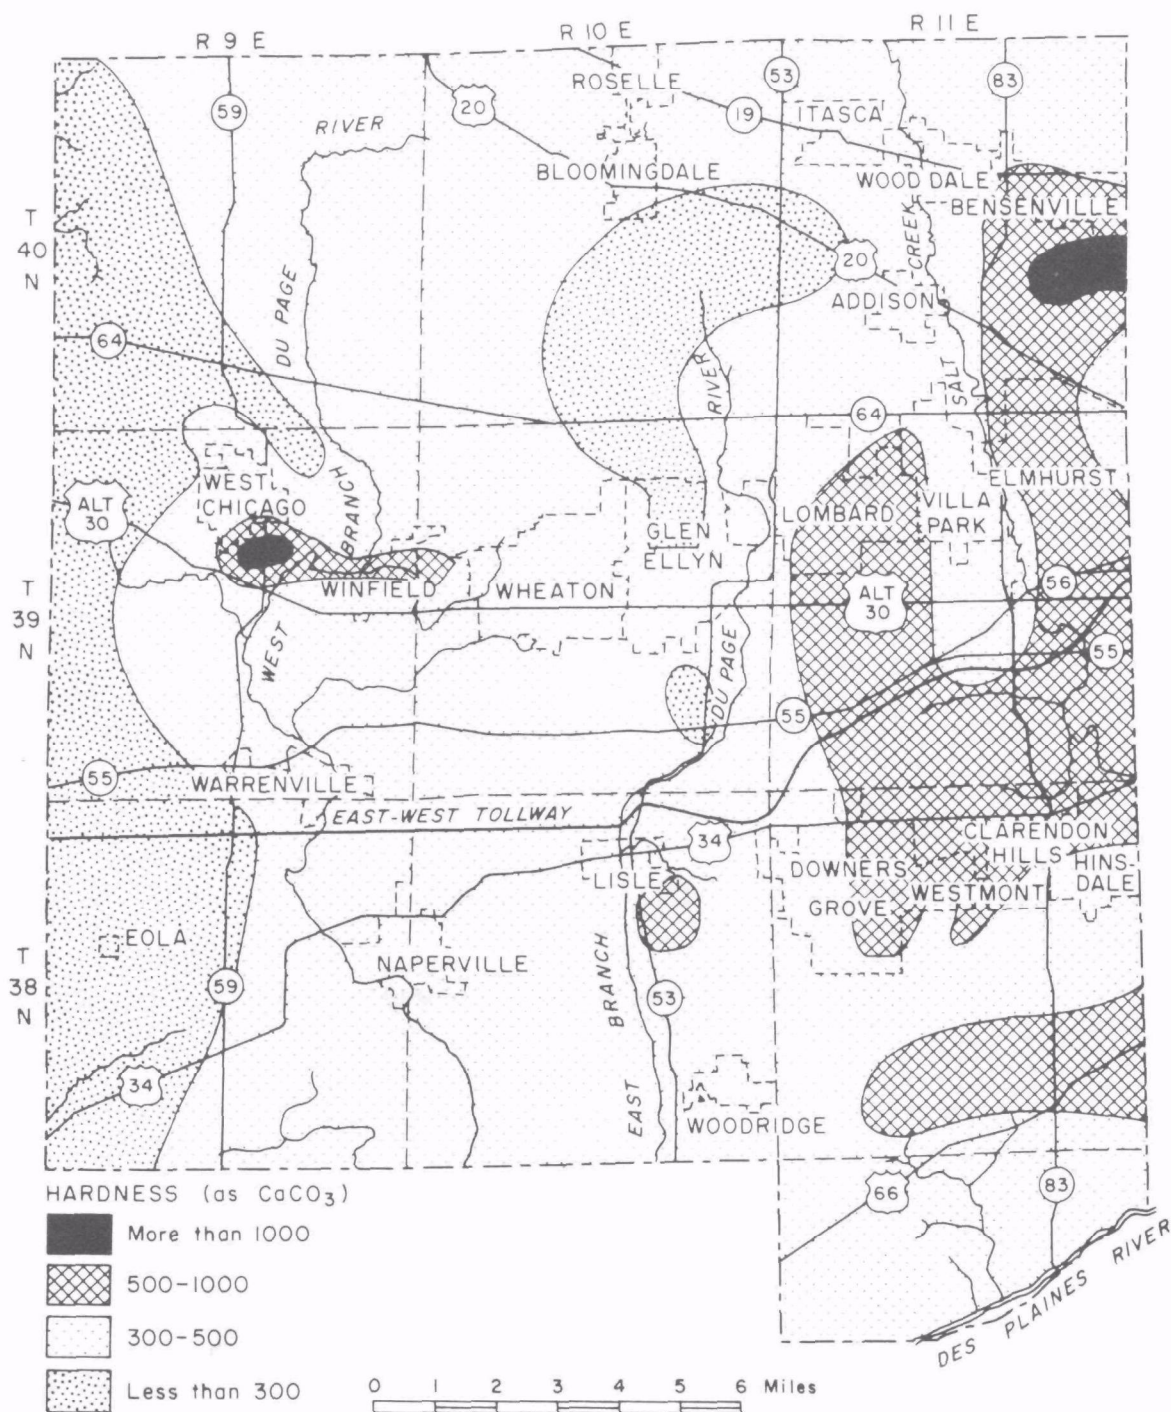 R 9 E
R 10 E
R 11 E
59
20
53
83
19
ROSELLE
ITASCA
RIVER
BLOOMINGDALE
WOOD DALE
BENSENVILLE
T
40
N
DU PAGE
20
CREEK
ADDISON
64
RIVER
SALT
64
WEST
CHICAGO
ALT
30
BRANCH
GLEN
ELLYN
LOMBARD
VILLA
PARK
ELMHURST
WINFIELD
WHEATON
ALT
30
56
T
39
N
WEST
DU PAGE
55
55
55
WARRENVILLE
EAST-WEST TOLLWAY
34
CLARENDON
HILLS
HINS-
DALE
LISLE
DOWNERS
GROVE
WESTMONT
EOLA
NAPERVILLE
T
38
N
59
BRANCH
53
34
EAST
WOODRIDGE
66
83
DES PLAINES RIVER
HARDNESS (as CaCO3)
More than 1000
500-1000
300-500
Less than 300
0 1 2 3 4 5 6 Miles